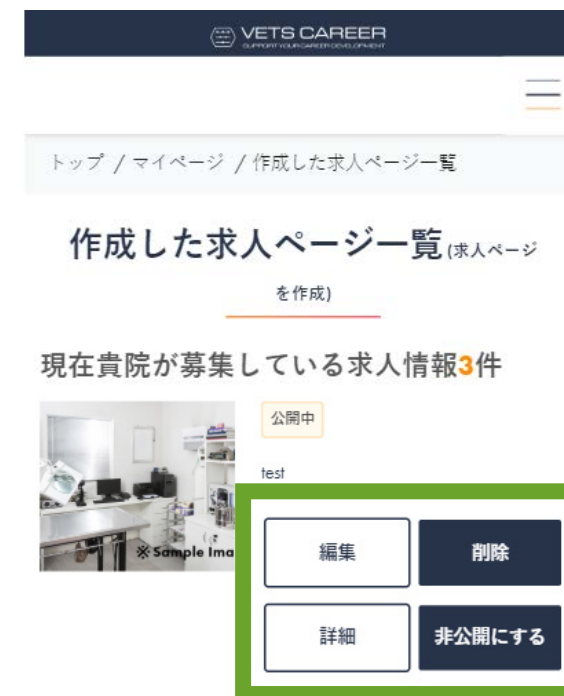 VETS CAREER
SUPPORT YOUR CAREER DEVELOPMENT
トップ / マイページ / 作成した求人ページ一覧
作成した求人ページ一覧(求人ページ
を作成)
現在貴院が募集している求人情報3件
公開中
test
※ Sample Ima
編集
削除
詳細
非公開にする